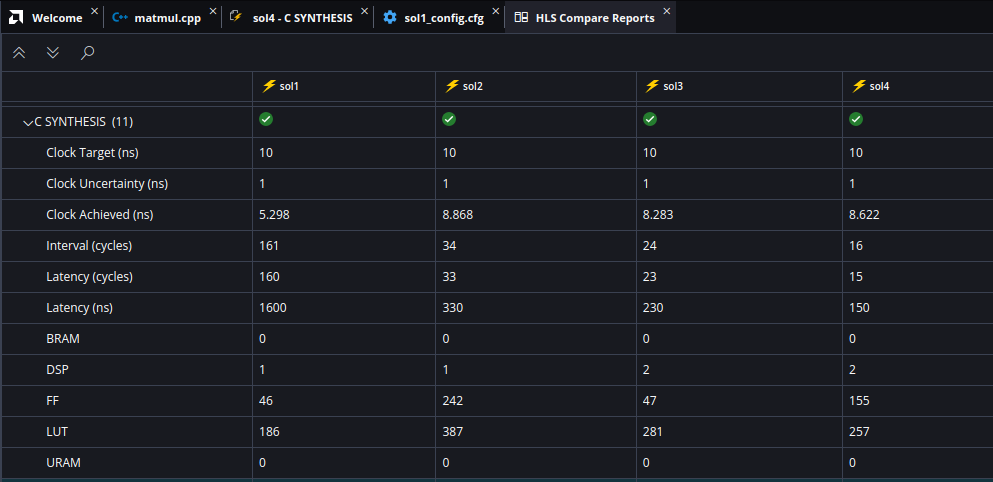 Welcome matmul.cpp sol4 - C SYNTHESIS sol1_config.cfg HLS Compare Reports
sol1 sol2 sol3 sol4
C SYNTHESIS (11)
Clock Target (ns) 10 10 10 10
Clock Uncertainty (ns) 1 1 1 1
Clock Achieved (ns) 5.298 8.868 8.283 8.622
Interval (cycles) 161 34 24 16
Latency (cycles) 160 33 23 15
Latency (ns) 1600 330 230 150
BRAM 0 0 0 0
DSP 1 1 2 2
FF 46 242 47 155
LUT 186 387 281 257
URAM 0 0 0 0